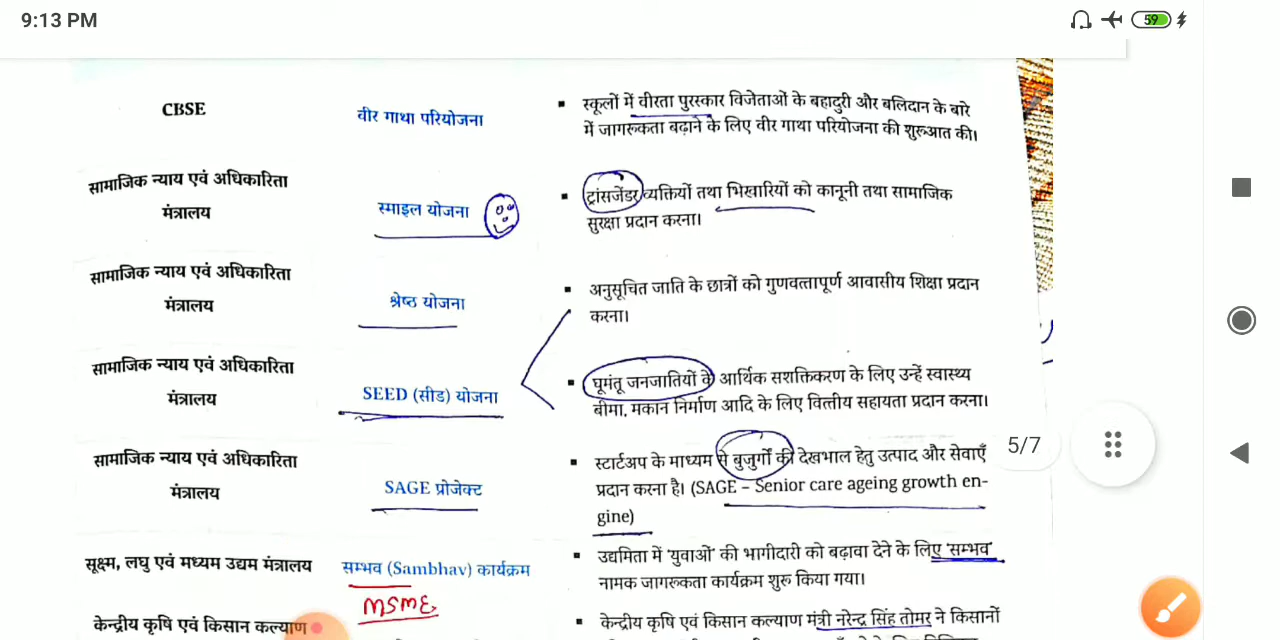 9:13 PM
59
CBSE
वीर गाथा परियोजना
▪ स्कूलों में वीरता पुरस्कार विजेताओं के बहादुरी और बलिदान के बारे
में जागरूकता बढ़ाने के लिए वीर गाथा परियोजना की शुरूआत की।
सामाजिक न्याय एवं अधिकारिता
मंत्रालय
स्माइल योजना
▪ ट्रांसजेंडर व्यक्तियों तथा भिखारियों को कानूनी तथा सामाजिक
सुरक्षा प्रदान करना।
सामाजिक न्याय एवं अधिकारिता
मंत्रालय
श्रेष्ठ योजना
▪ अनुसूचित जाति के छात्रों को गुणवत्तापूर्ण आवासीय शिक्षा प्रदान
करना।
सामाजिक न्याय एवं अधिकारिता
मंत्रालय
SEED (सीड) योजना
▪ घूमंतू जनजातियों के आर्थिक सशक्तिकरण के लिए उन्हें स्वास्थ्य
बीमा, मकान निर्माण आदि के लिए वित्तीय सहायता प्रदान करना।
सामाजिक न्याय एवं अधिकारिता
मंत्रालय
SAGE प्रोजेक्ट
▪ स्टार्टअप के माध्यम से बुजुर्गों की देखभाल हेतु उत्पाद और सेवाएँ
प्रदान करना है। (SAGE – Senior care ageing growth en-
gine)
5/7
सूक्ष्म, लघु एवं मध्यम उद्यम मंत्रालय
सम्भव (Sambhav) कार्यक्रम
MSME
▪ उद्यमिता में 'युवाओं' की भागीदारी को बढ़ावा देने के लिए 'सम्भव'
नामक जागरूकता कार्यक्रम शुरू किया गया।
केन्द्रीय कृषि एवं किसान कल्याण
▪ केन्द्रीय कृषि एवं किसान कल्याण मंत्री नरेन्द्र सिंह तोमर ने किसानों